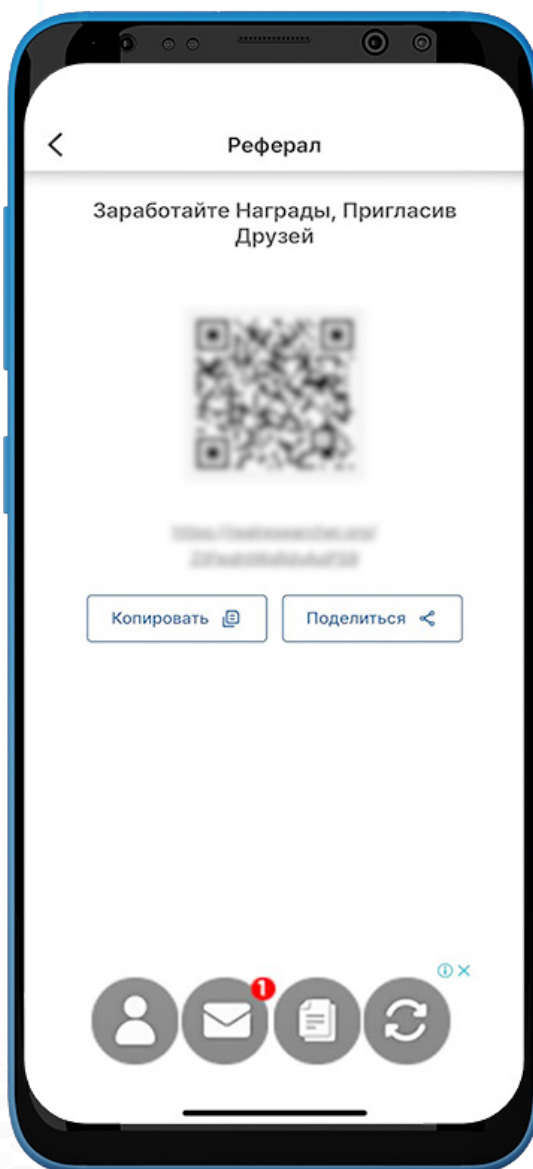 Реферал
Заработайте Награды, Пригласив
Друзей
Копировать
Поделиться
1